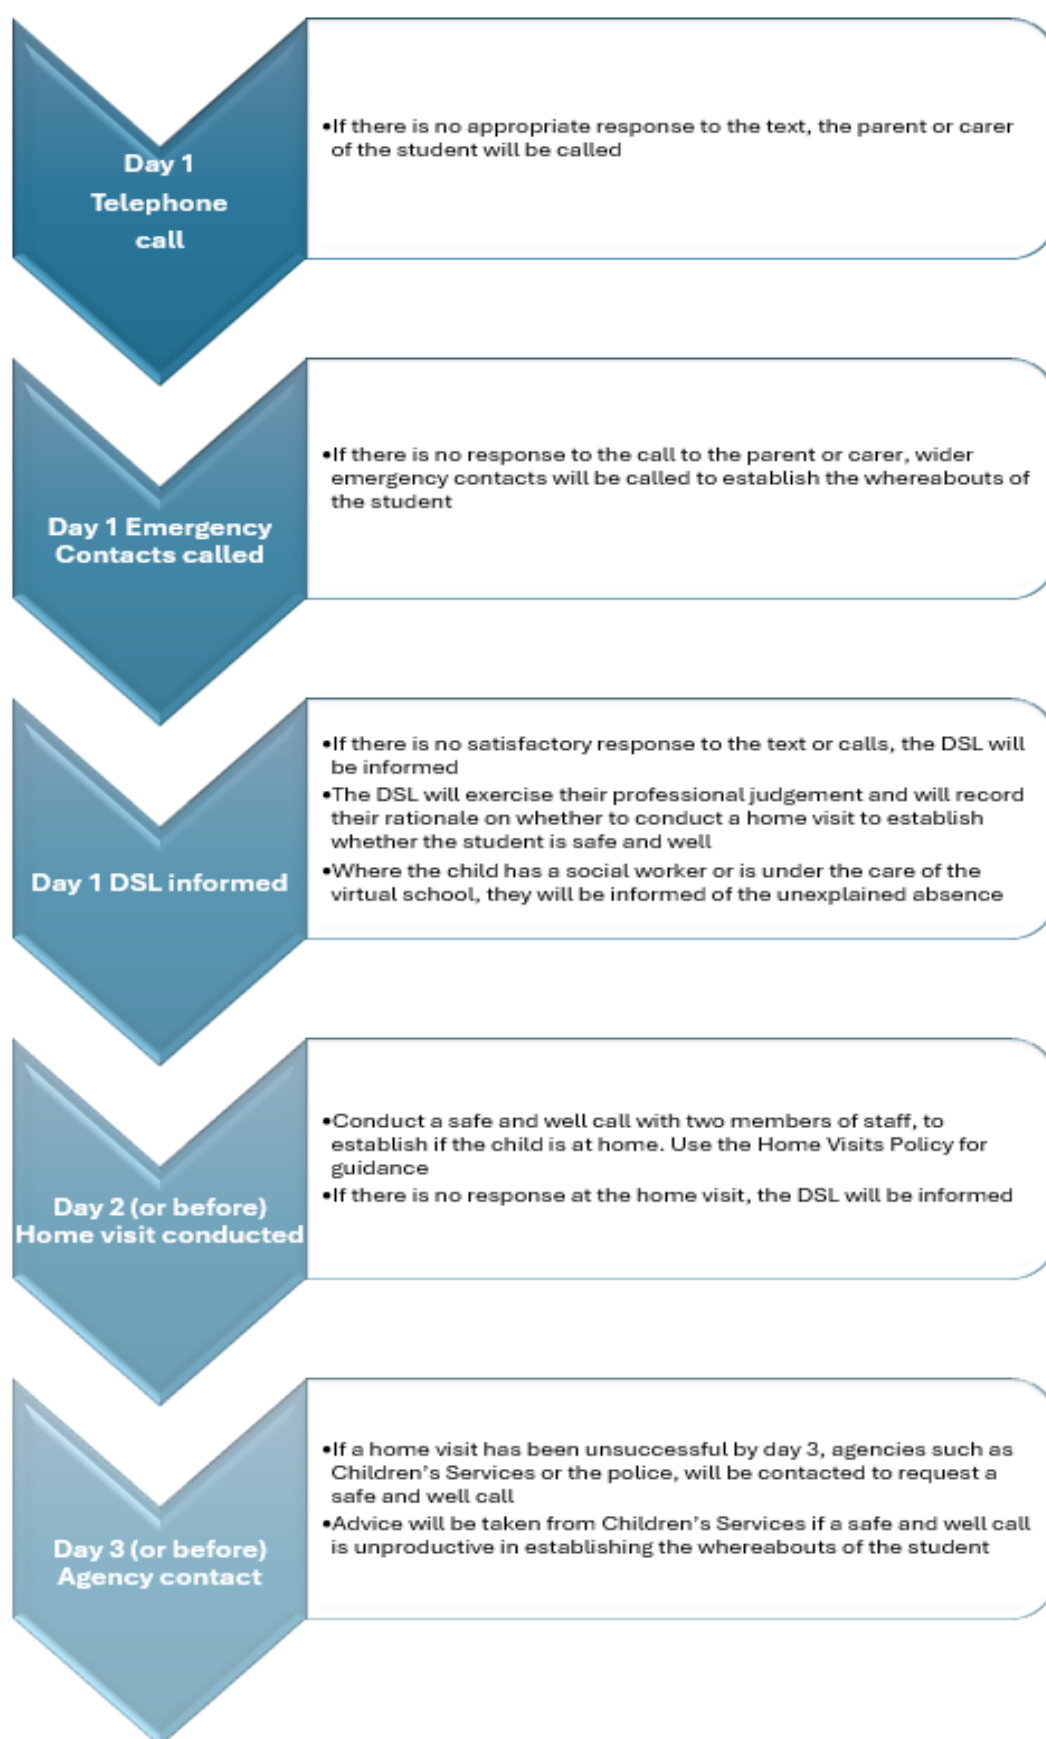 Day 1
Telephone
call
•If there is no appropriate response to the text, the parent or carer
of the student will be called
Day 1 Emergency
Contacts called
•If there is no response to the call to the parent or carer, wider
emergency contacts will be called to establish the whereabouts of
the student
Day 1 DSL informed
•If there is no satisfactory response to the text or calls, the DSL will
be informed
•The DSL will exercise their professional judgement and will record
their rationale on whether to conduct a home visit to establish
whether the student is safe and well
•Where the child has a social worker or is under the care of the
virtual school, they will be informed of the unexplained absence
Day 2 (or before)
Home visit conducted
•Conduct a safe and well call with two members of staff, to
establish if the child is at home. Use the Home Visits Policy for
guidance
•If there is no response at the home visit, the DSL will be informed
Day 3 (or before)
Agency contact
•If a home visit has been unsuccessful by day 3, agencies such as
Children's Services or the police, will be contacted to request a
safe and well call
•Advice will be taken from Children's Services if a safe and well call
is unproductive in establishing the whereabouts of the student